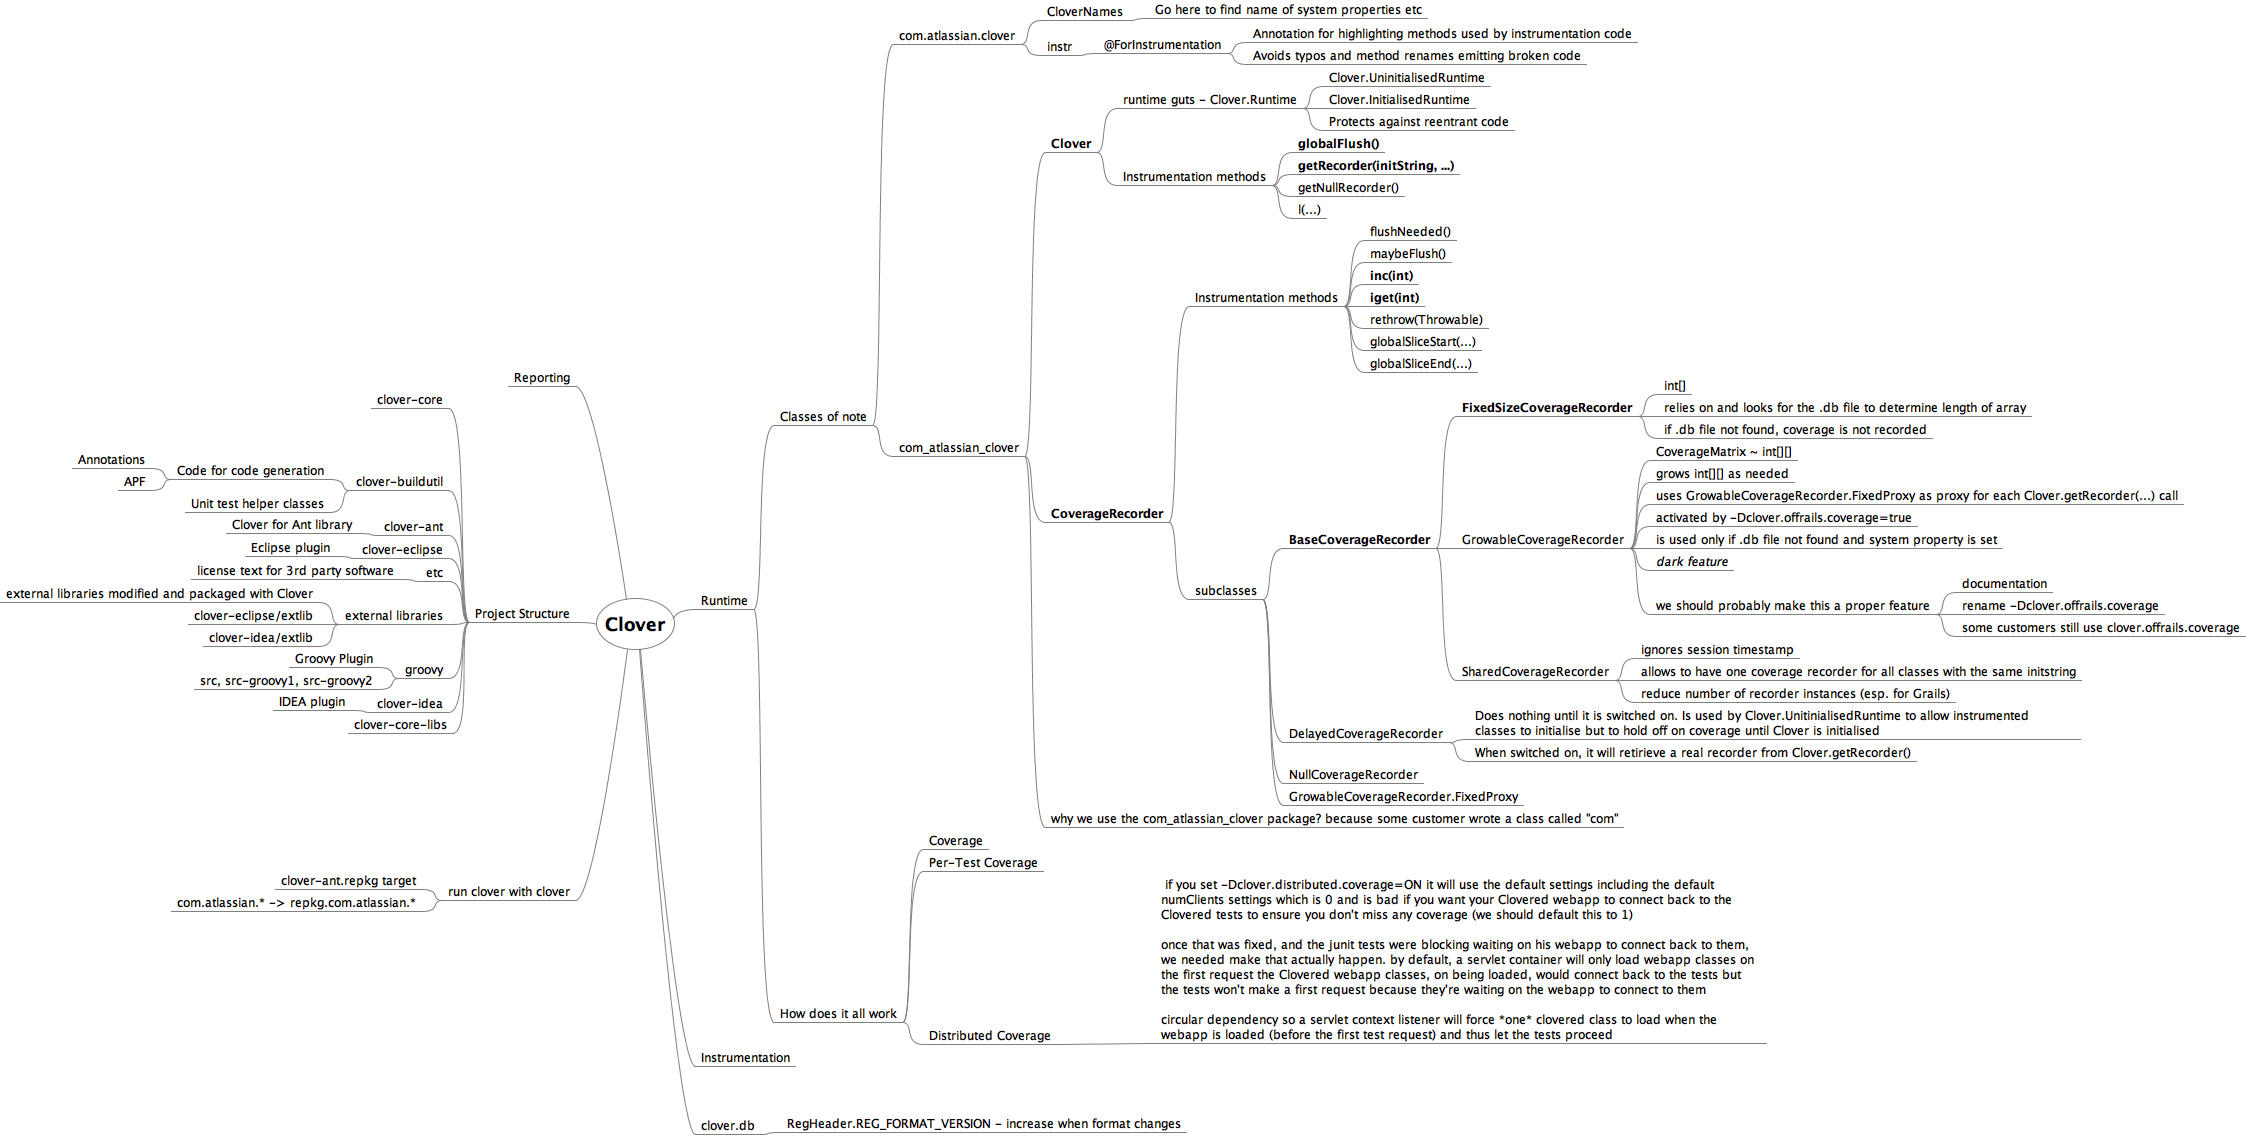 Clover
Reporting
Project Structure
clover-core
clover-buildutil
Code for code generation
Annotations
APF
Unit test helper classes
clover-ant
Clover for Ant library
clover-eclipse
Eclipse plugin
etc
license text for 3rd party software
external libraries
external libraries modified and packaged with Clover
clover-eclipse/extlib
clover-idea/extlib
groovy
Groovy Plugin
src, src-groovy1, src-groovy2
clover-idea
IDEA plugin
clover-core-libs
run clover with clover
clover-ant.repkg target
com.atlassian.* -> repkg.com.atlassian.*
Runtime
Classes of note
com.atlassian.clover
CloverNames
Go here to find name of system properties etc
instr
@ForInstrumentation
Annotation for highlighting methods used by instrumentation code
Avoids typos and method renames emitting broken code
com_atlassian_clover
Clover
runtime guts - Clover.Runtime
Clover.UninitialisedRuntime
Clover.InitialisedRuntime
Protects against reentrant code
Instrumentation methods
globalFlush()
getRecorder(initString, ...)
getNullRecorder()
l(...)
CoverageRecorder
Instrumentation methods
flushNeeded()
maybeFlush()
inc(int)
iget(int)
rethrow(Throwable)
globalSliceStart(...)
globalSliceEnd(...)
subclasses
BaseCoverageRecorder
FixedSizeCoverageRecorder
int[]
relies on and looks for the .db file to determine length of array
if .db file not found, coverage is not recorded
GrowableCoverageRecorder
CoverageMatrix ~ int[][]
grows int[][] as needed
uses GrowableCoverageRecorder.FixedProxy as proxy for each Clover.getRecorder(...) call
activated by -Dclover.offrails.coverage=true
is used only if .db file not found and system property is set
dark feature
we should probably make this a proper feature
documentation
rename -Dclover.offrails.coverage
some customers still use clover.offrails.coverage
SharedCoverageRecorder
ignores session timestamp
allows to have one coverage recorder for all classes with the same initstring
reduce number of recorder instances (esp. for Grails)
DelayedCoverageRecorder
Does nothing until it is switched on. Is used by Clover.UnitinialisedRuntime to allow instrumented
classes to initialise but to hold off on coverage until Clover is initialised
When switched on, it will retirieve a real recorder from Clover.getRecorder()
NullCoverageRecorder
GrowableCoverageRecorder.FixedProxy
why we use the com_atlassian_clover package? because some customer wrote a class called "com"
How does it all work
Coverage
Per-Test Coverage
Distributed Coverage
if you set -Dclover.distributed.coverage=ON it will use the default settings including the default
numClients settings which is 0 and is bad if you want your Clovered webapp to connect back to the
Clovered tests to ensure you don't miss any coverage (we should default this to 1)
once that was fixed, and the junit tests were blocking waiting on his webapp to connect back to them,
we needed make that actually happen. by default, a servlet container will only load webapp classes on
the first request the Clovered webapp classes, on being loaded, would connect back to the tests but
the tests won't make a first request because they're waiting on the webapp to connect to them
circular dependency so a servlet context listener will force *one* clovered class to load when the
webapp is loaded (before the first test request) and thus let the tests proceed
Instrumentation
clover.db
RegHeader.REG_FORMAT_VERSION - increase when format changes